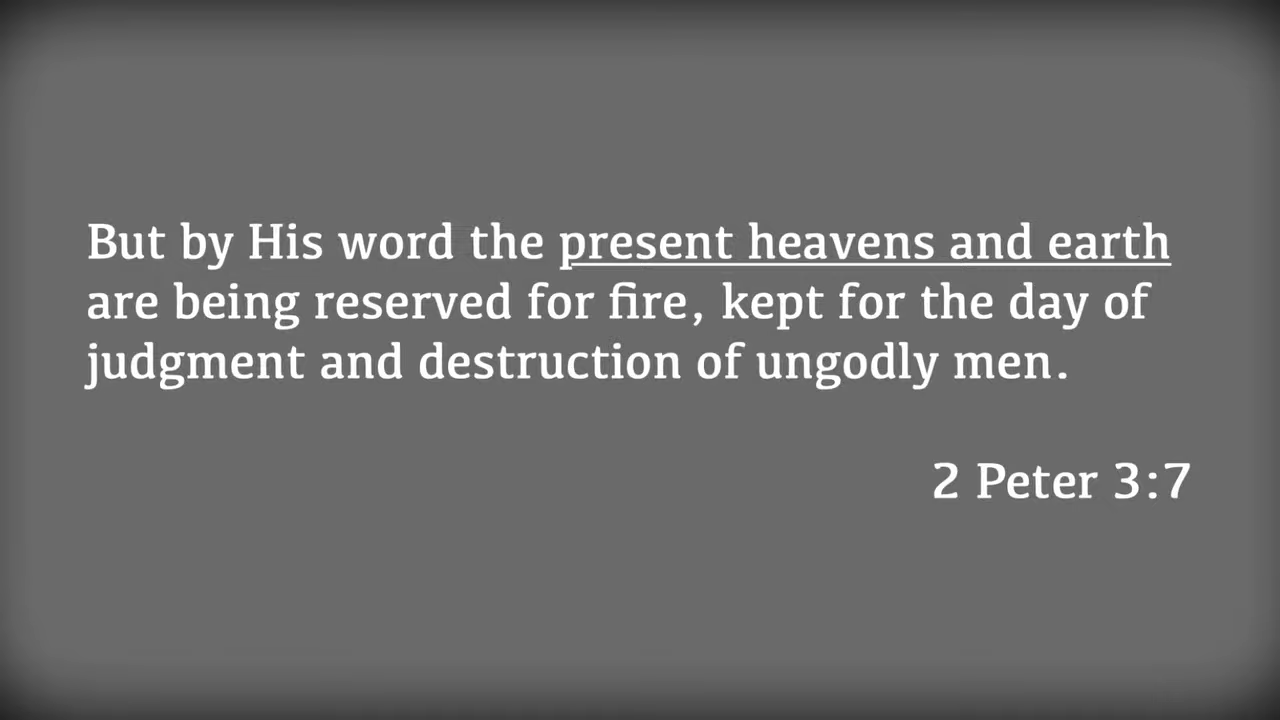 But by His word the present heavens and earth
are being reserved for fire, kept for the day of
judgment and destruction of ungodly men.
2 Peter 3:7